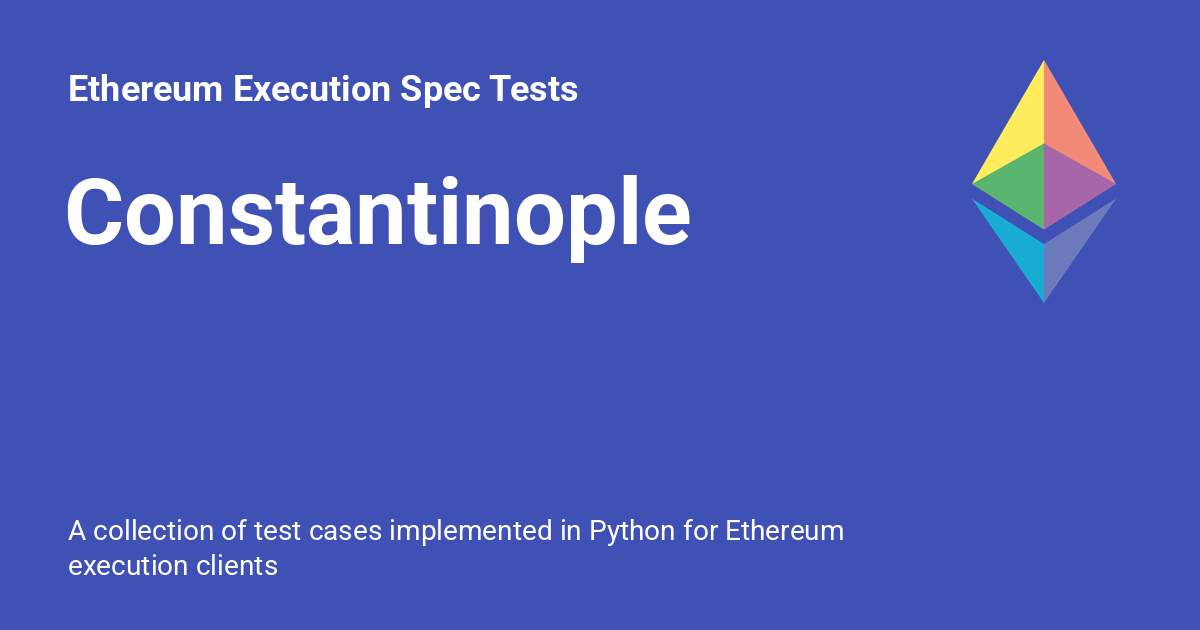 Ethereum Execution Spec Tests
Constantinople
A collection of test cases implemented in Python for Ethereum
execution clients